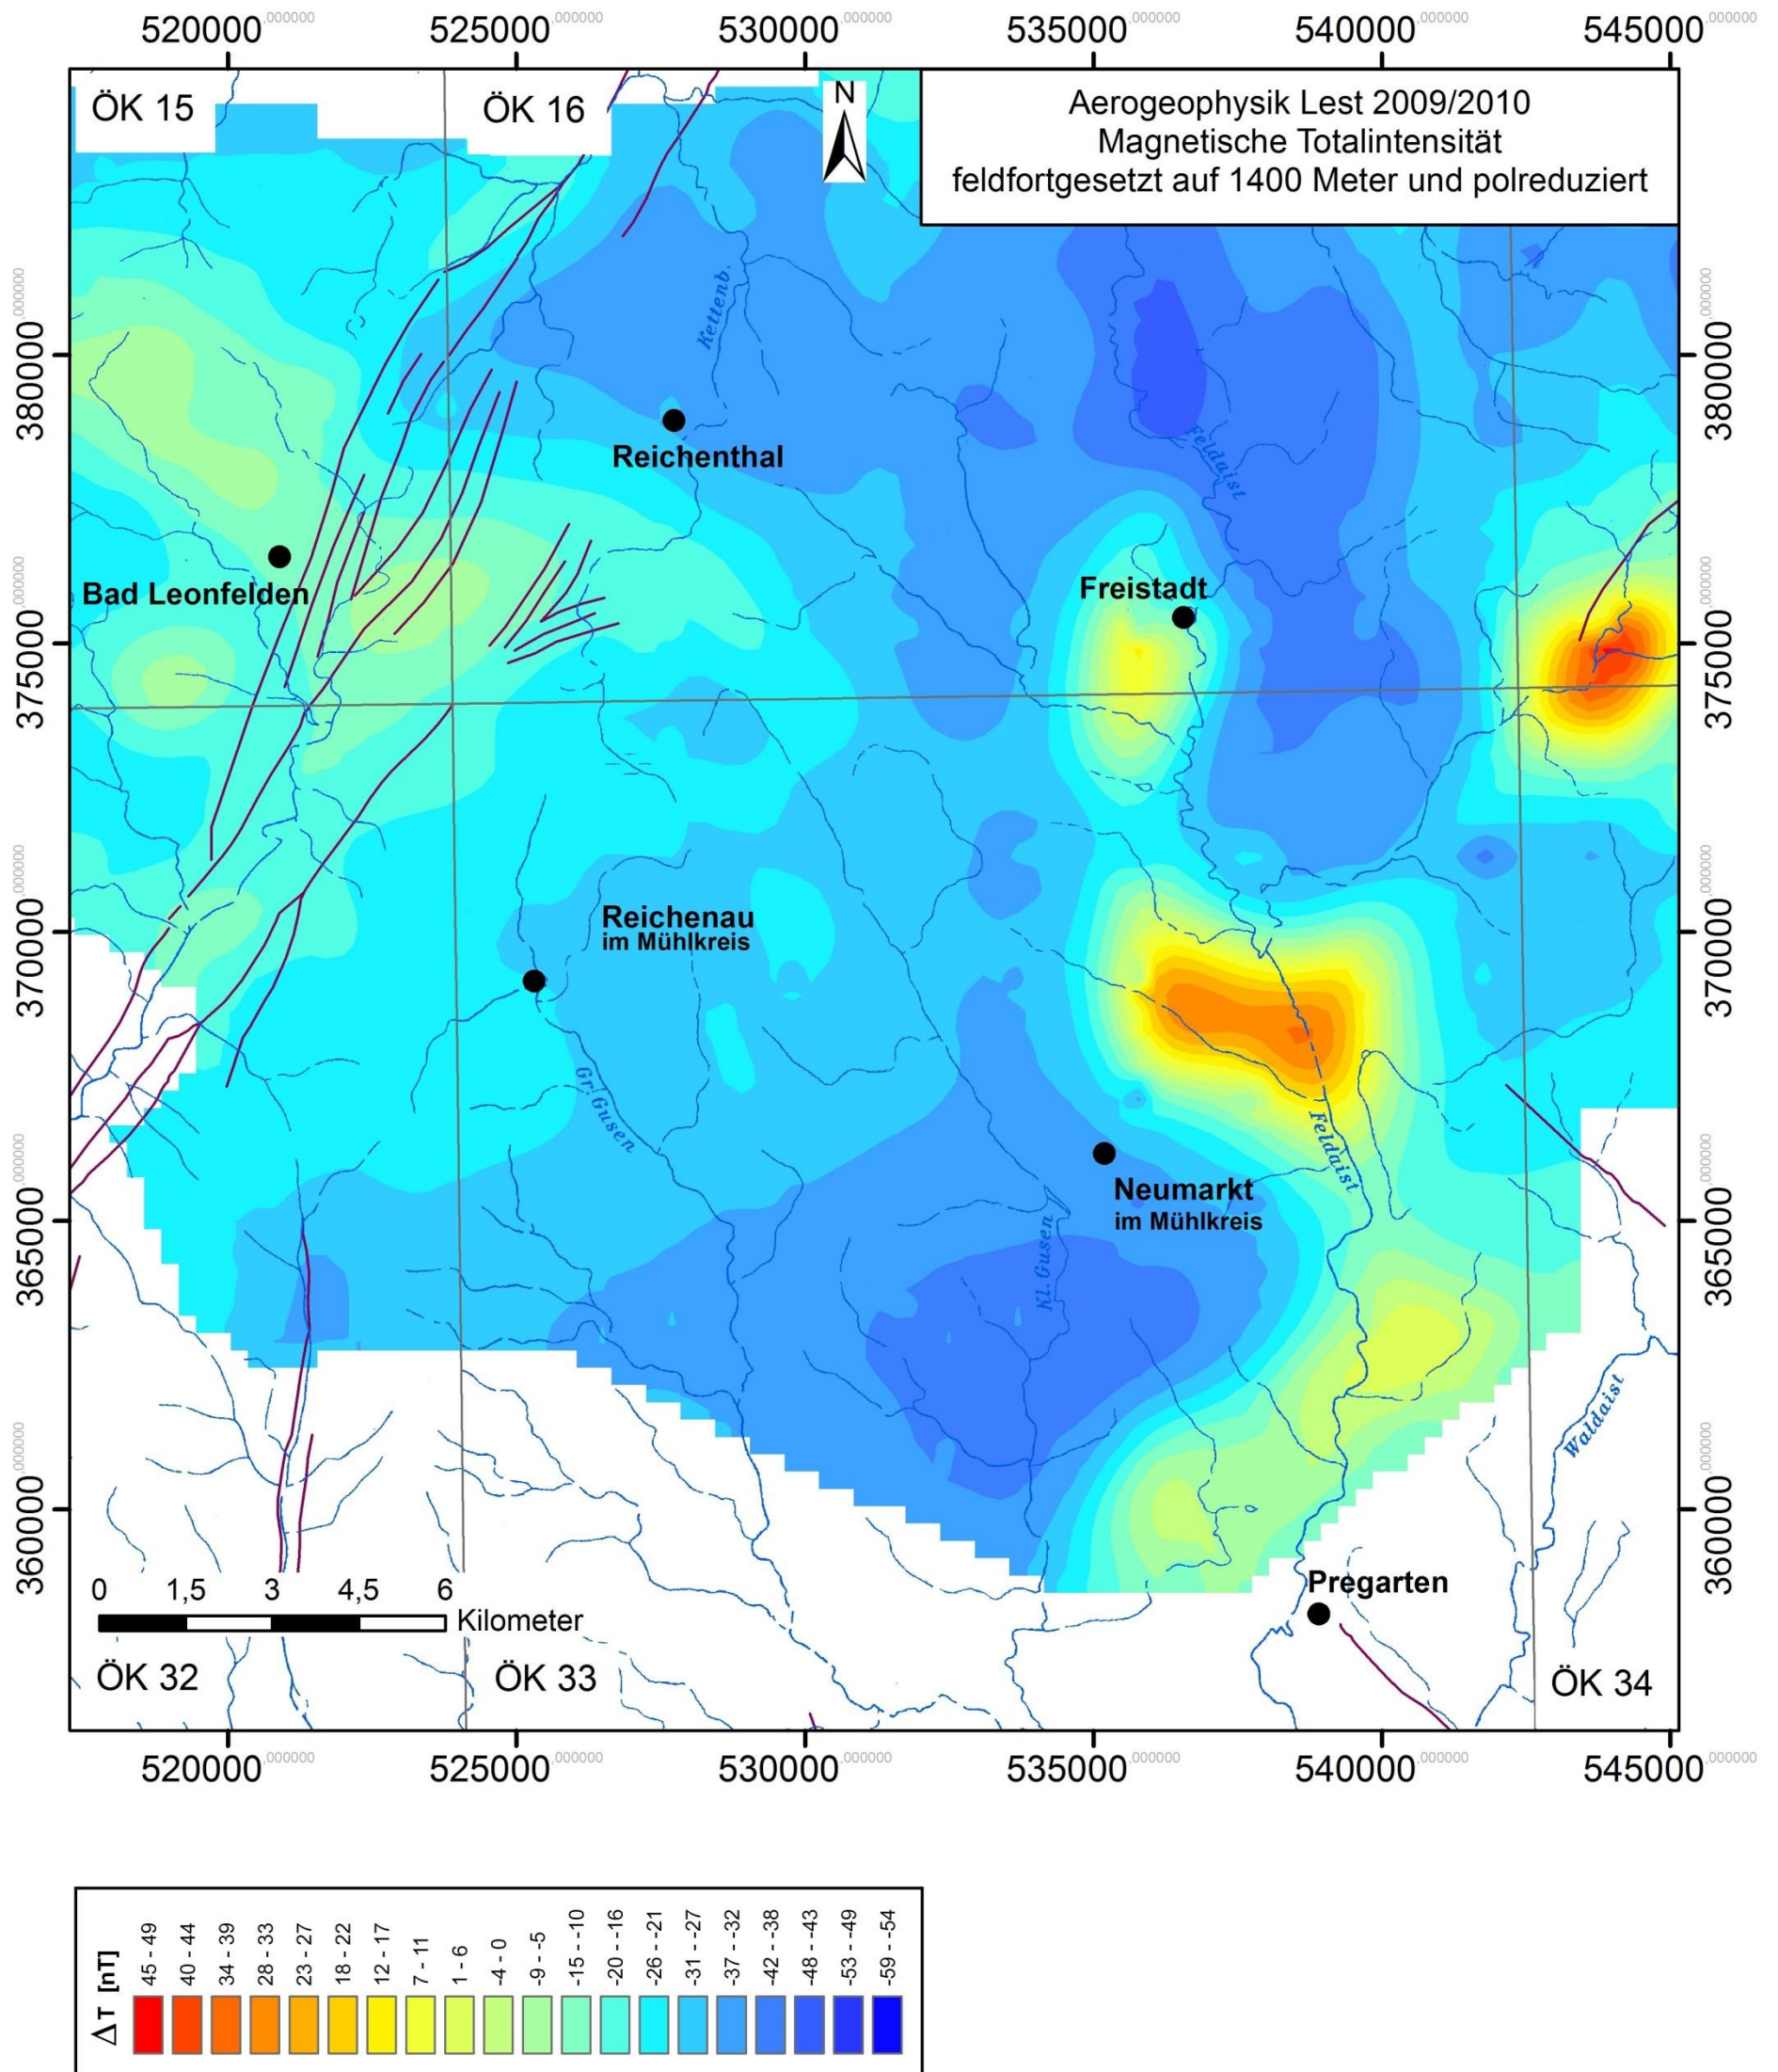 520000,000000 525000,000000 530000,000000 535000,000000 540000,000000 545000,000000
ÖK 15
ÖK 16
N
Aerogeophysik Lest 2009/2010
Magnetische Totalintensität
feldfortgesetzt auf 1400 Meter und polreduziert
380000,000000
375000,000000
370000,000000
365000,000000
360000,000000
380000,000000
375000,000000
370000,000000
365000,000000
360000,000000
Kettenb.
Reichenthal
Feldaist
Bad Leonfelden
Freistadt
Reichenau
im Mühlkreis
Gr. Gusen
Feldaist
Neumarkt
im Mühlkreis
Kl. Gusen
Waldaist
Pregarten
0 1,5 3 4,5 6
Kilometer
ÖK 32
ÖK 33
ÖK 34
520000,000000 525000,000000 530000,000000 535000,000000 540000,000000 545000,000000
ΔT [nT]
45 - 49
40 - 44
34 - 39
28 - 33
23 - 27
18 - 22
12 - 17
7 - 11
1 - 6
-4 - 0
-9 - -5
-15 - -10
-20 - -16
-26 - -21
-31 - -27
-37 - -32
-42 - -38
-48 - -43
-53 - -49
-59 - -54